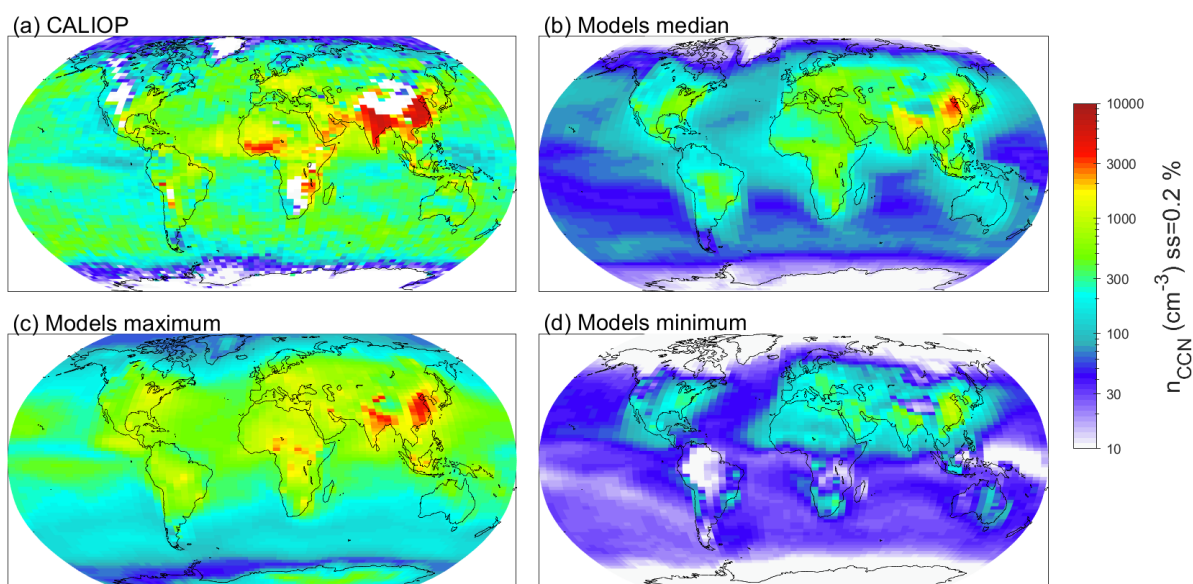 (a) CALIOP
(b) Models median
(c) Models maximum
(d) Models minimum
10000
3000
1000
300
100
30
10
n_CCN (cm⁻³) ss=0.2 %